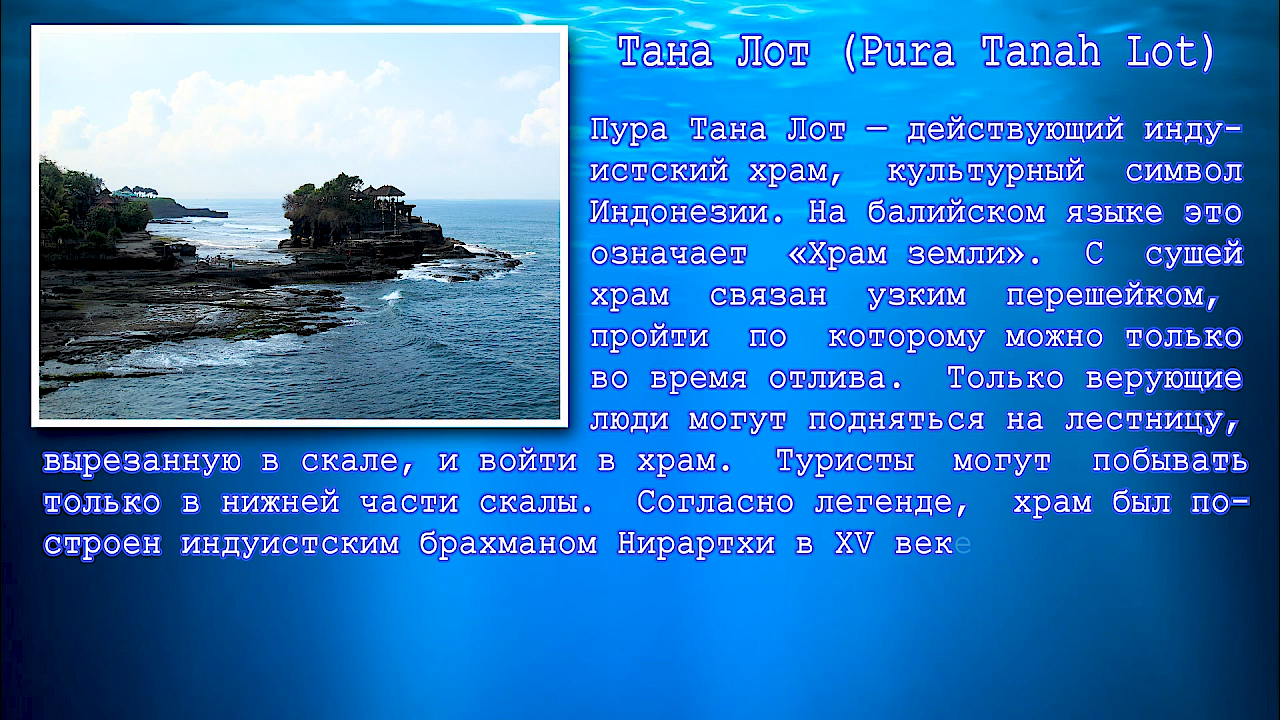 Тана Лот (Pura Tanah Lot)
Пура Тана Лот – действующий инду-
истский храм, культурный символ
Индонезии. На балийском языке это
означает «Храм земли». С сушей
храм связан узким перешейком,
пройти по которому можно только
во время отлива. Только верующие
люди могут подняться на лестницу,
вырезанную в скале, и войти в храм. Туристы могут побывать
только в нижней части скалы. Согласно легенде, храм был по-
строен индуистским брахманом Нирартхи в XV веке